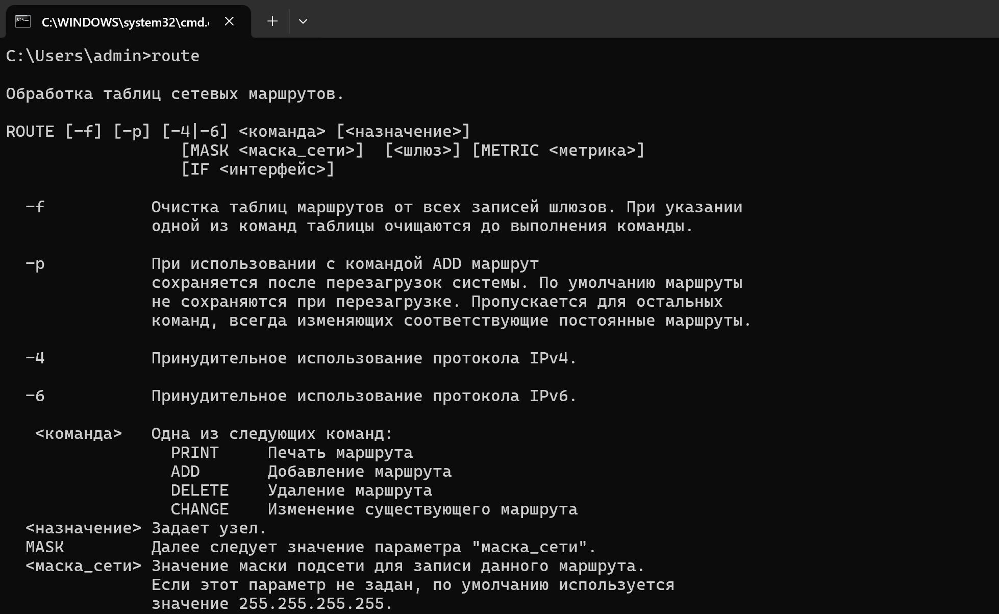 C:\WINDOWS\system32\cmd.
C:\Users\admin>route
Обработка таблиц сетевых маршрутов.
ROUTE [-f] [-p] [-4|-6] <команда> [<назначение>]
[MASK <маска_сети>]  [<шлюз>] [METRIC <метрика>]
[IF <интерфейс>]
-f Очистка таблиц маршрутов от всех записей шлюзов. При указании
одной из команд таблицы очищаются до выполнения команды.
-p При использовании с командой ADD маршрут
сохраняется после перезагрузок системы. По умолчанию маршруты
не сохраняются при перезагрузке. Пропускается для остальных
команд, всегда изменяющих соответствующие постоянные маршруты.
-4 Принудительное использование протокола IPv4.
-6 Принудительное использование протокола IPv6.
<команда> Одна из следующих команд:
PRINT Печать маршрута
ADD Добавление маршрута
DELETE Удаление маршрута
CHANGE Изменение существующего маршрута
<назначение> Задает узел.
MASK Далее следует значение параметра "маска_сети".
<маска_сети> Значение маски подсети для записи данного маршрута.
Если этот параметр не задан, по умолчанию используется
значение 255.255.255.255.